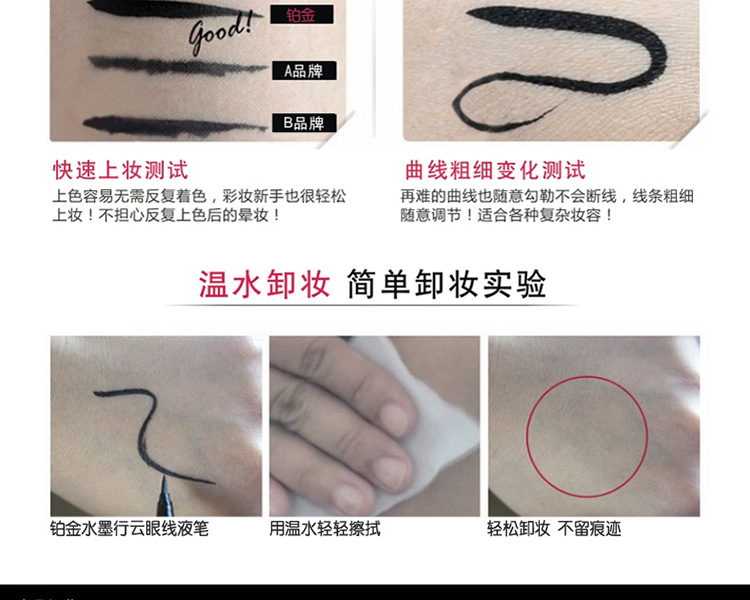 Good!
铂金
A品牌
B品牌
快速上妆测试
上色容易无需反复着色，彩妆新手也很轻松
上妆！不担心反复上色后的晕妆！
曲线粗细变化测试
再难的曲线也随意勾勒不会断线，线条粗细
随意调节！适合各种复杂妆容！
温水卸妆 简单卸妆实验
铂金水墨行云眼线液笔
用温水轻轻擦拭
轻松卸妆 不留痕迹